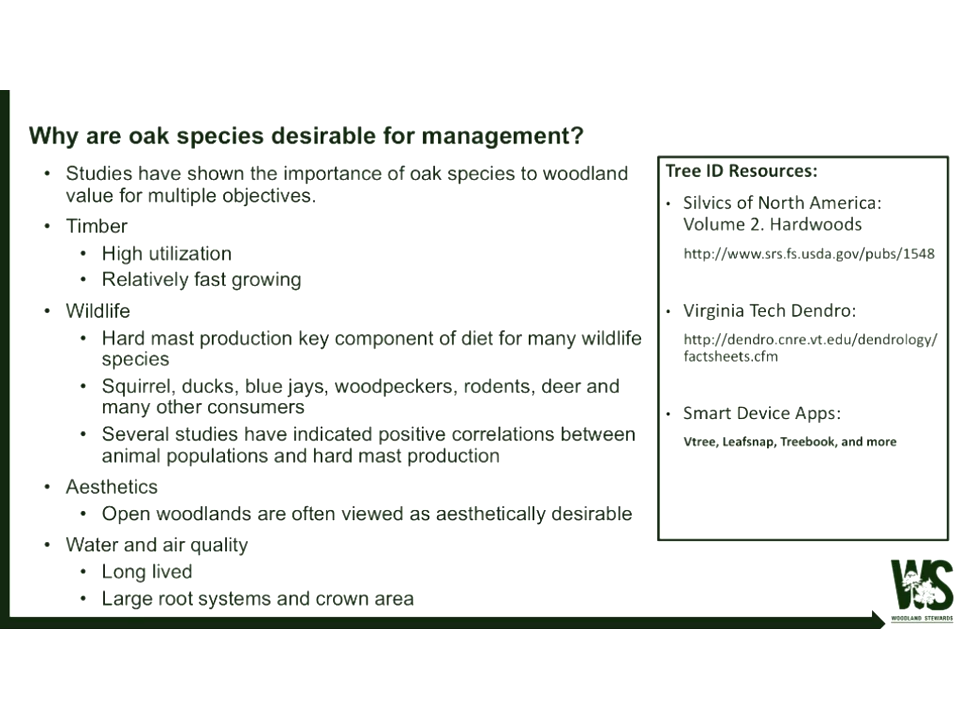 Why are oak species desirable for management?
• Studies have shown the importance of oak species to woodland
value for multiple objectives.
• Timber
• High utilization
• Relatively fast growing
• Wildlife
• Hard mast production key component of diet for many wildlife
species
• Squirrel, ducks, blue jays, woodpeckers, rodents, deer and
many other consumers
• Several studies have indicated positive correlations between
animal populations and hard mast production
• Aesthetics
• Open woodlands are often viewed as aesthetically desirable
• Water and air quality
• Long lived
• Large root systems and crown area
Tree ID Resources:
• Silvics of North America:
Volume 2. Hardwoods
http://www.srs.fs.usda.gov/pubs/1548
• Virginia Tech Dendro:
http://dendro.cnre.vt.edu/dendrology/
factsheets.cfm
• Smart Device Apps:
Vtree, Leafsnap, Treebook, and more
WS
WOODLAND STEWARDS